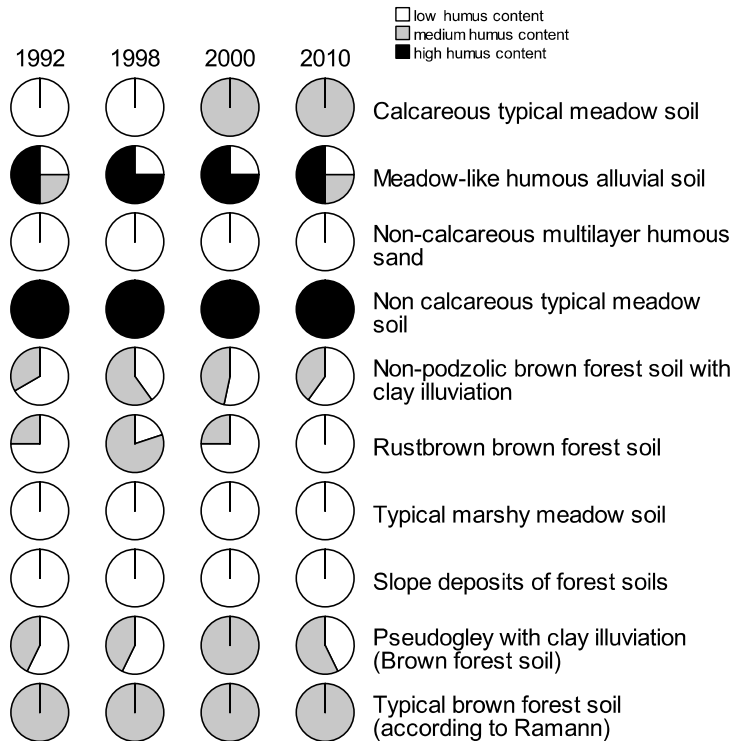 low humus content
medium humus content
high humus content
1992 1998 2000 2010
Calcareous typical meadow soil
Meadow-like humous alluvial soil
Non-calcareous multilayer humous
sand
Non calcareous typical meadow
soil
Non-podzolic brown forest soil with
clay illuviation
Rustbrown brown forest soil
Typical marshy meadow soil
Slope deposits of forest soils
Pseudogley with clay illuviation
(Brown forest soil)
Typical brown forest soil
(according to Ramann)